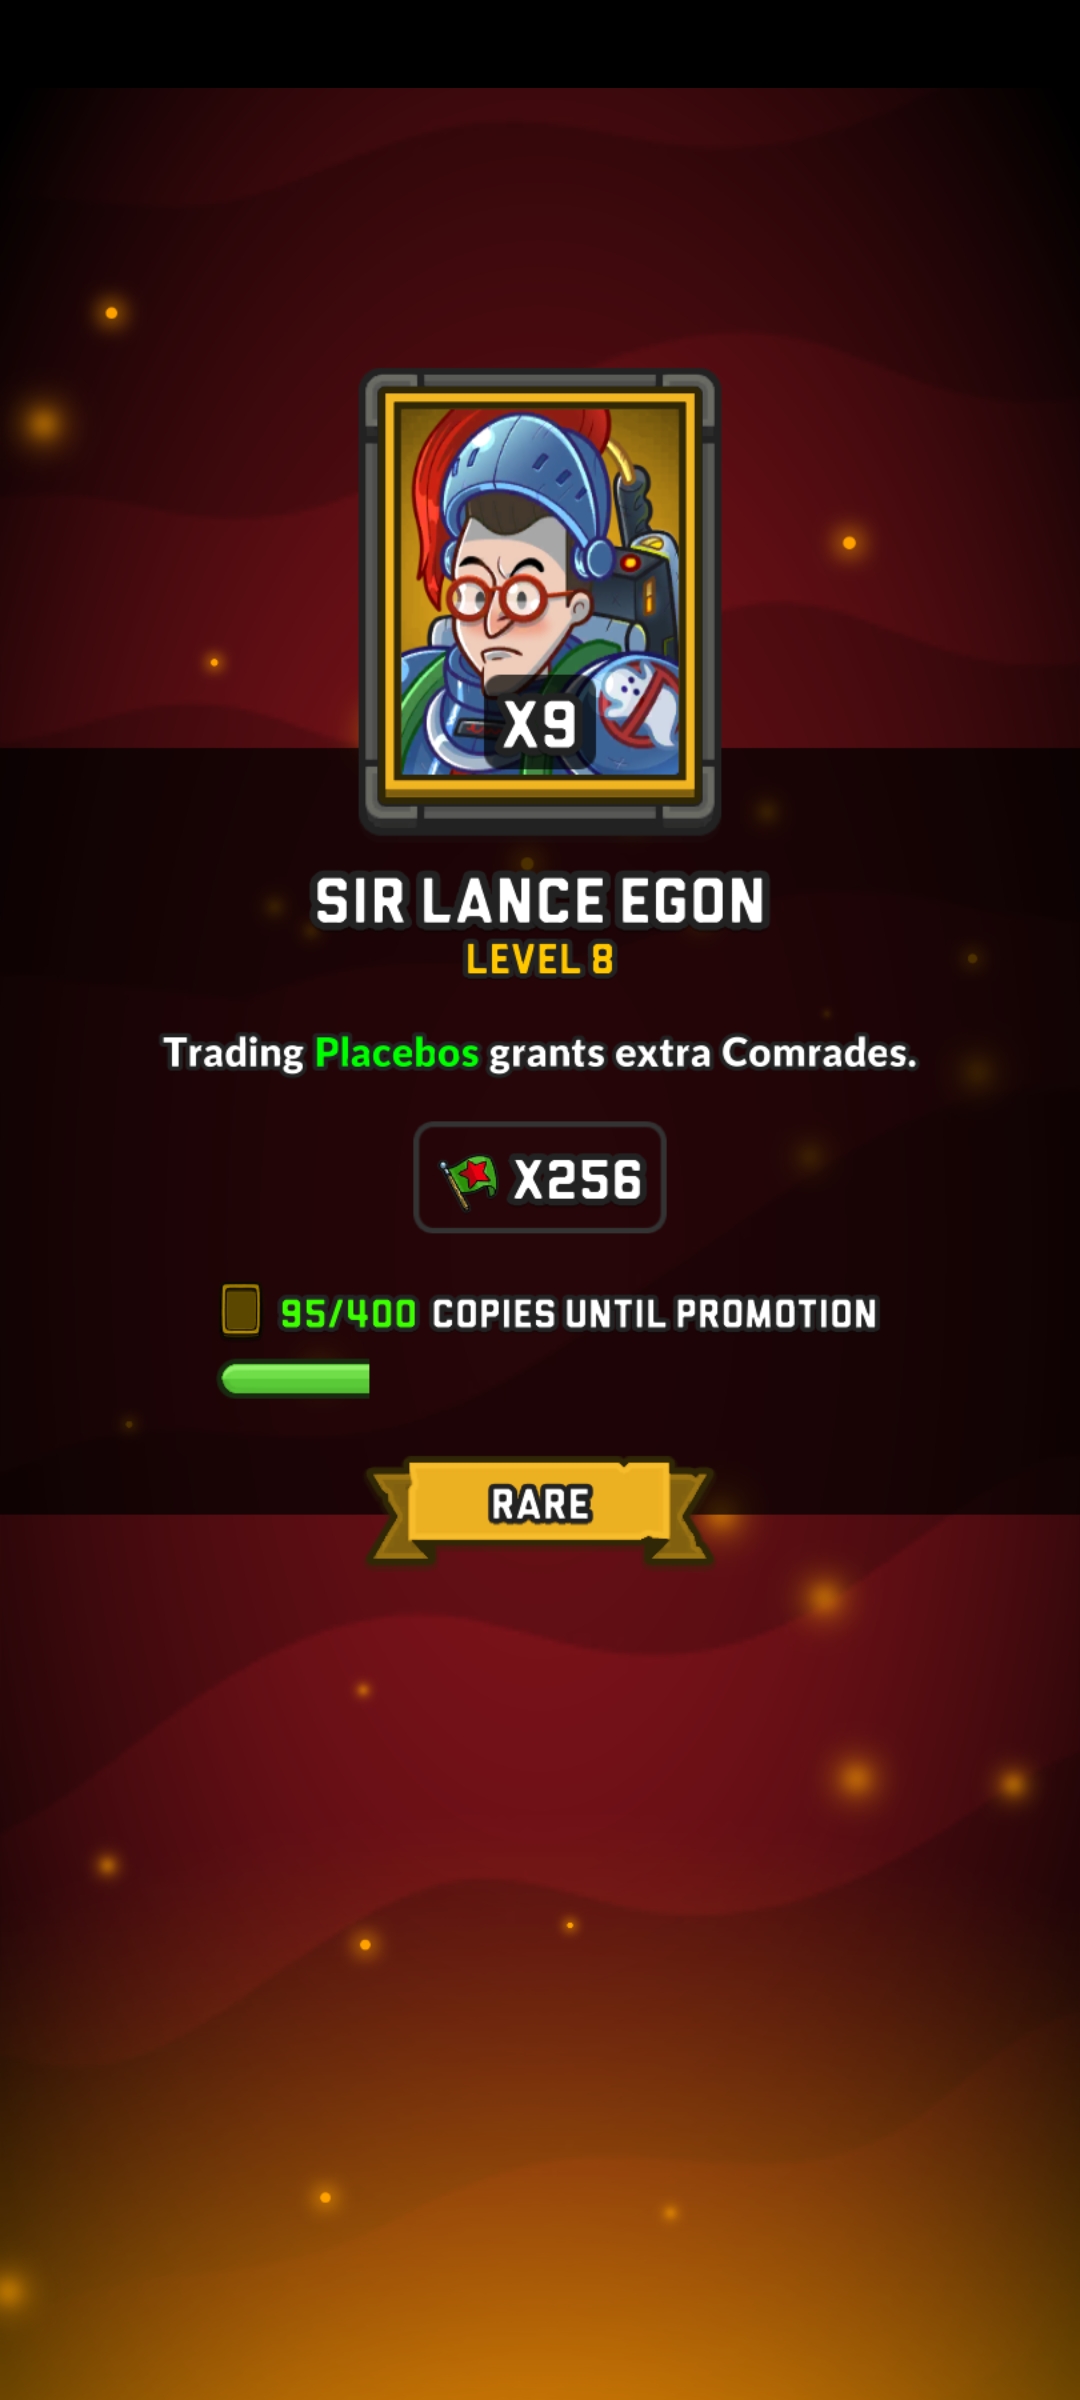 X9
SIR LANCE EGON
LEVEL 8
Trading Placebos grants extra Comrades.
X256
95/400 COPIES UNTIL PROMOTION
RARE